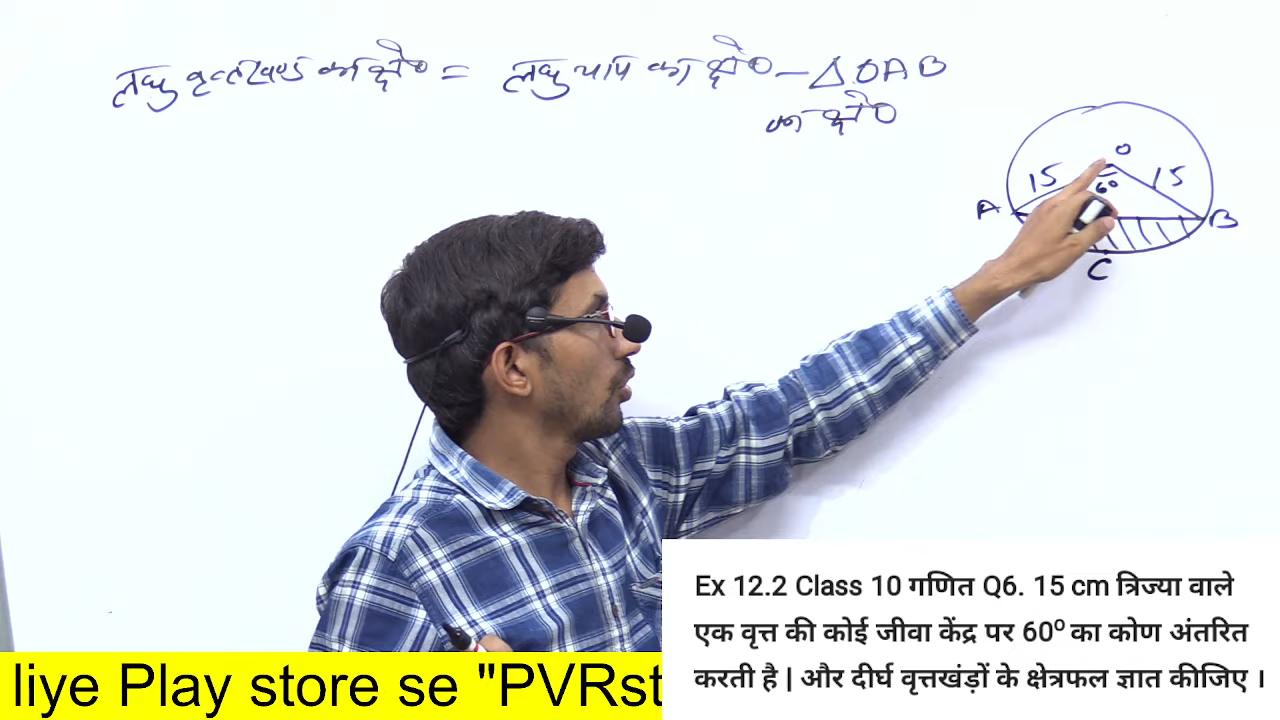 लघु वृत्तखण्ड का क्षे० = लघु चाप का क्षे० - △OAB
का क्षे०
O
15
60
15
A
B
C
Ex 12.2 Class 10 गणित Q6. 15 cm त्रिज्या वाले
एक वृत्त की कोई जीवा केंद्र पर 60⁰ का कोण अंतरित
करती है | और दीर्घ वृत्तखंड़ों के क्षेत्रफल ज्ञात कीजिए ।
liye Play store se "PVRst